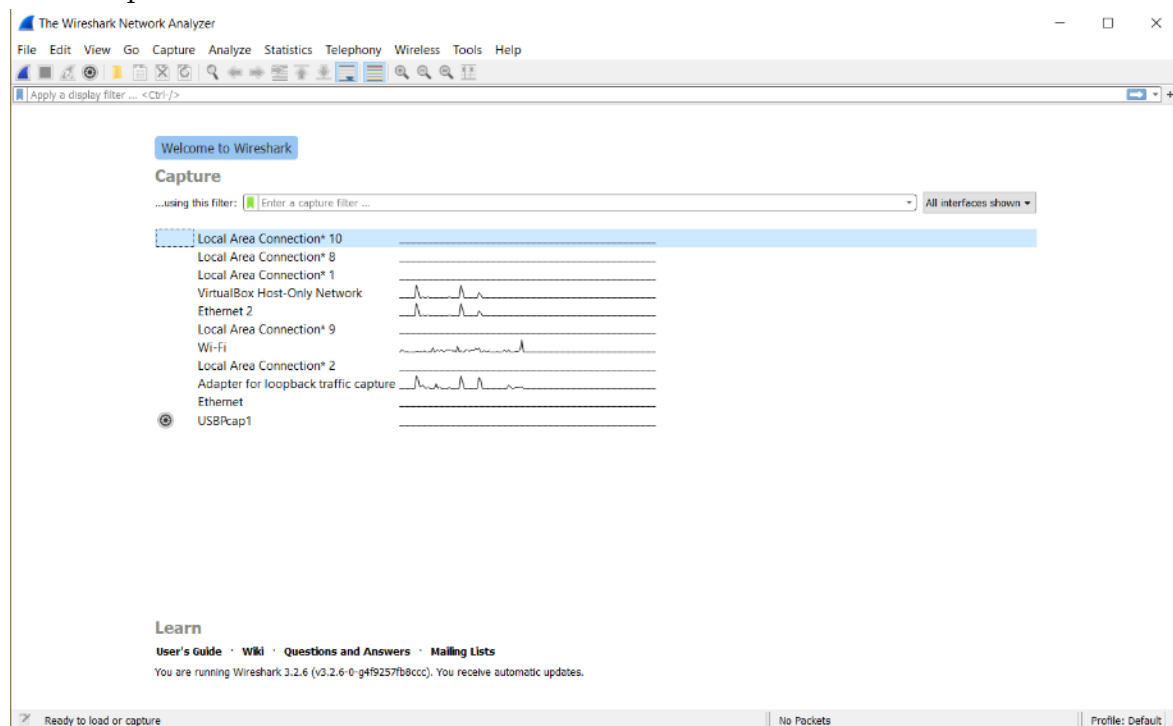 The Wireshark Network Analyzer
File Edit View Go Capture Analyze Statistics Telephony Wireless Tools Help
Apply a display filter ... <Ctrl-/>
+
Welcome to Wireshark
Capture
...using this filter: Enter a capture filter ... All interfaces shown
Local Area Connection* 10
Local Area Connection* 8
Local Area Connection* 1
VirtualBox Host-Only Network
Ethernet 2
Local Area Connection* 9
Wi-Fi
Local Area Connection* 2
Adapter for loopback traffic capture
Ethernet
USBPcap1
Learn
User's Guide · Wiki · Questions and Answers · Mailing Lists
You are running Wireshark 3.2.6 (v3.2.6-0-g4f9257fb8ccc). You receive automatic updates.
Ready to load or capture No Packets Profile: Default